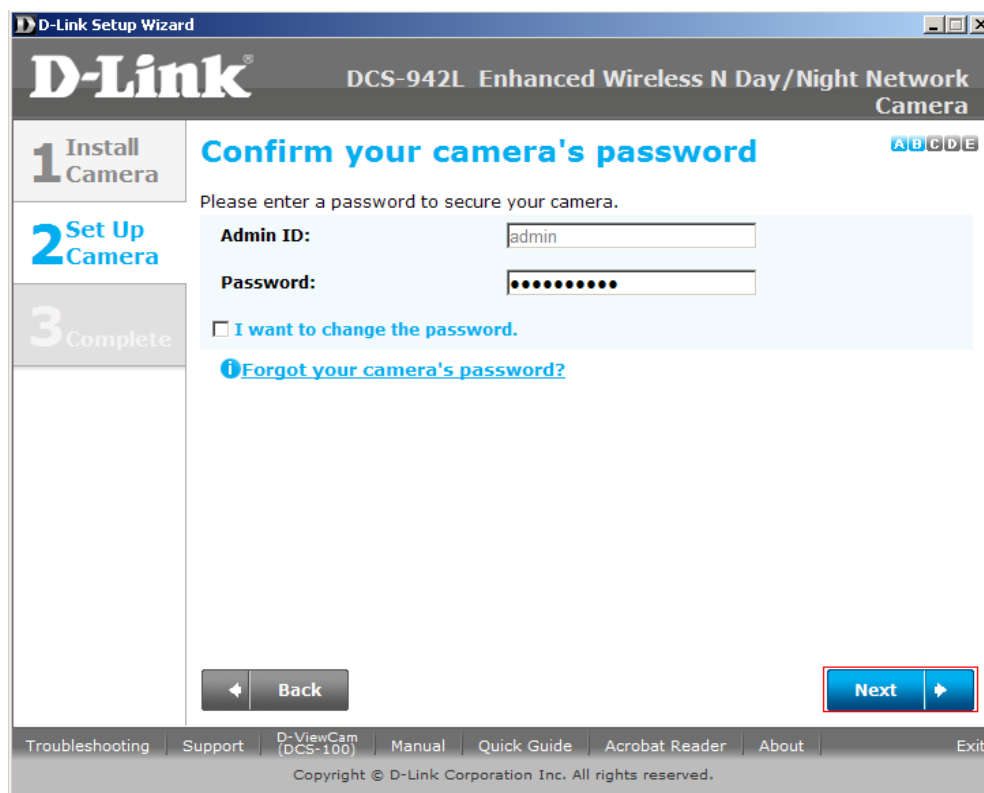 D-Link Setup Wizard
D-Link®
DCS-942L Enhanced Wireless N Day/Night Network
Camera
1 Install
Camera
2 Set Up
Camera
3 Complete
Confirm your camera's password
A B C D E
Please enter a password to secure your camera.
Admin ID:
admin
Password:
••••••••••
I want to change the password.
Forgot your camera's password?
Back
Next
Troubleshooting
Support
D-ViewCam
(DCS-100)
Manual
Quick Guide
Acrobat Reader
About
Exit
Copyright © D-Link Corporation Inc. All rights reserved.